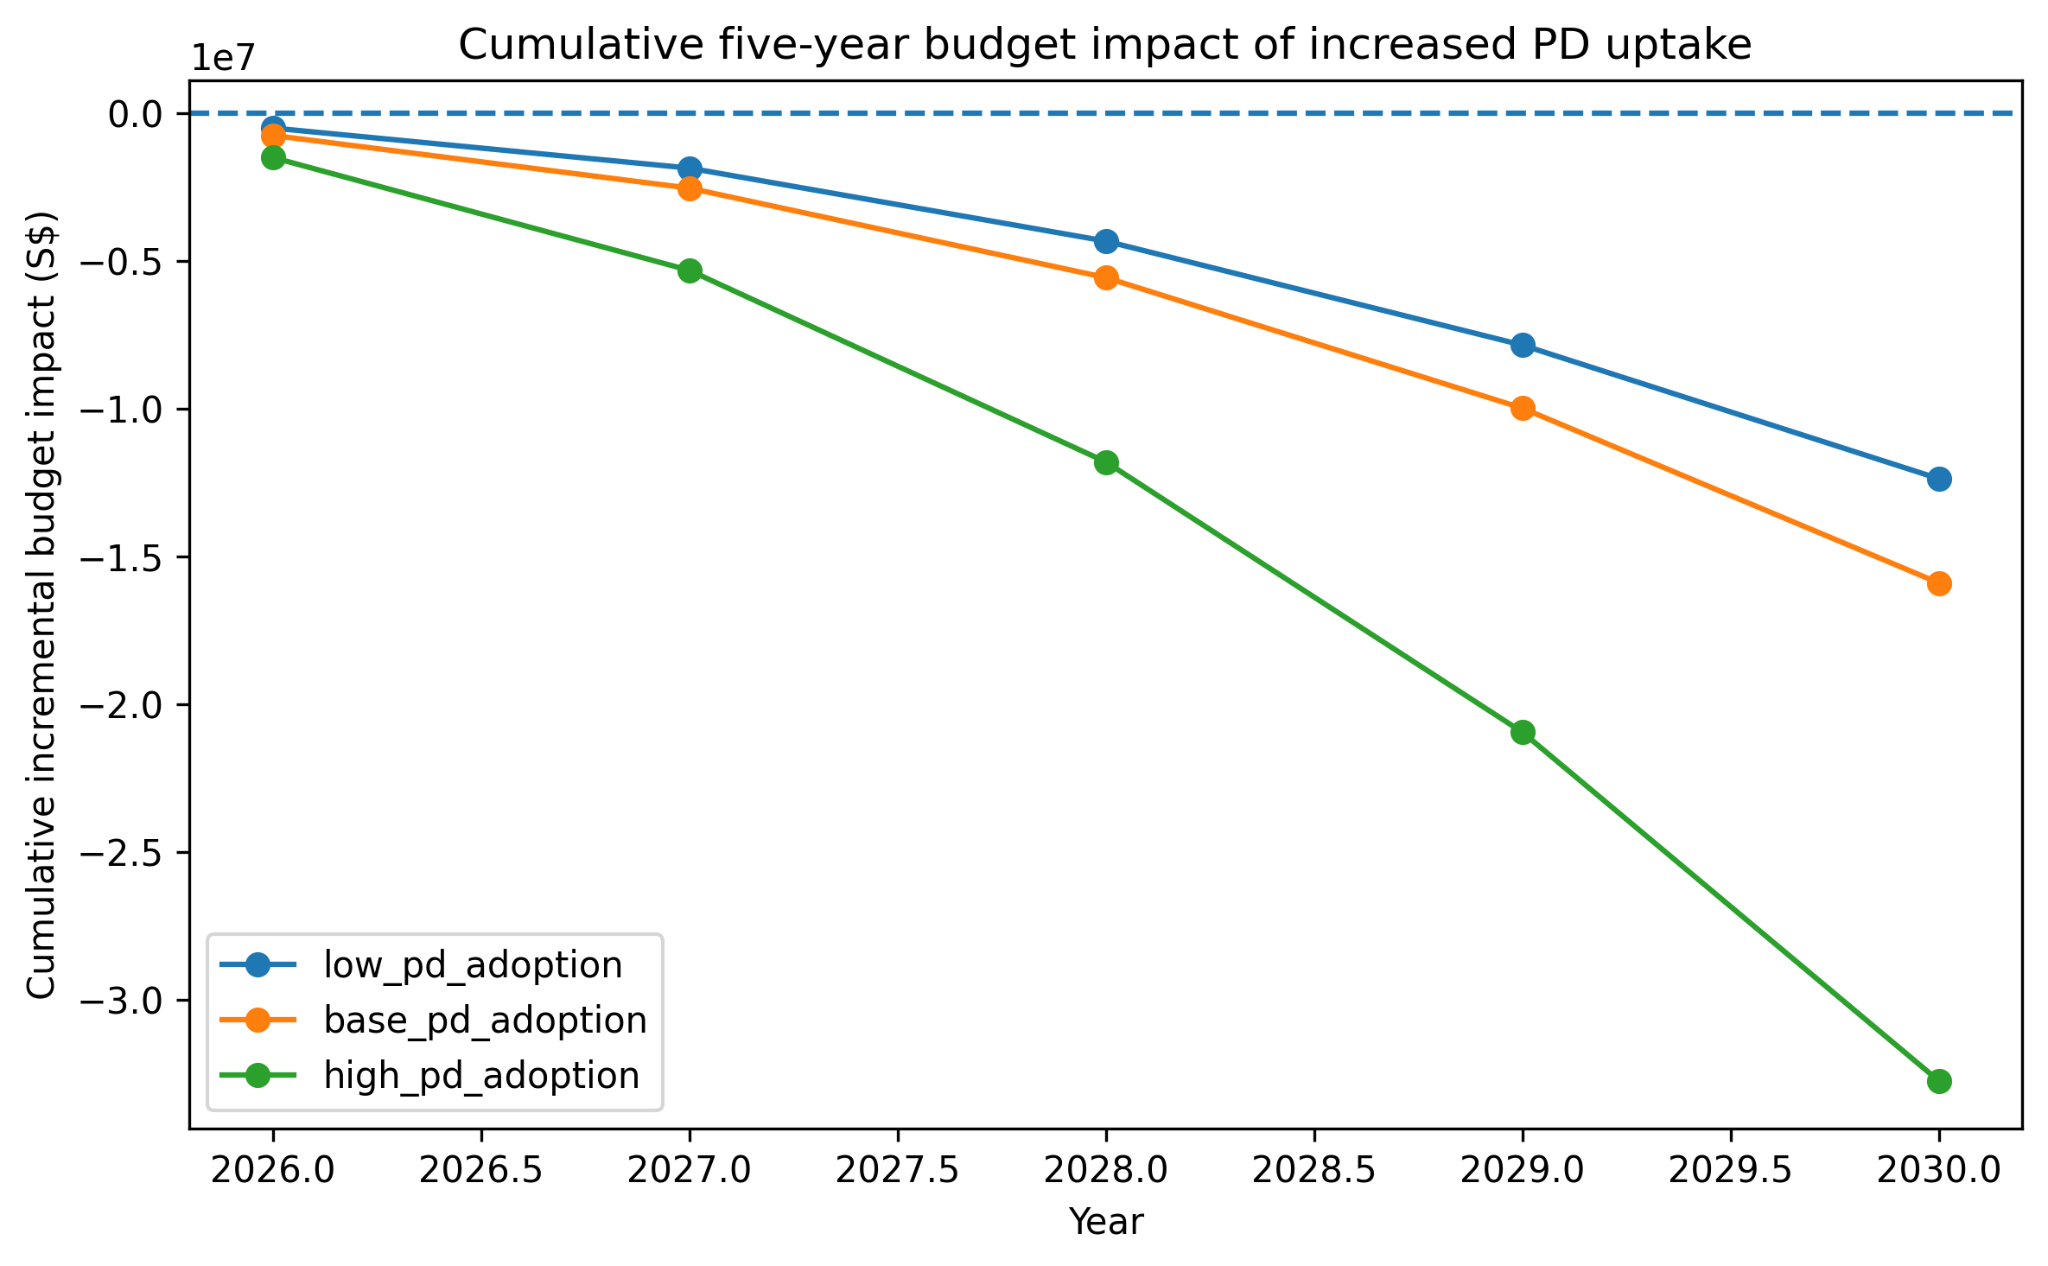 Cumulative five-year budget impact of increased PD uptake
1e7
0.0
−0.5
−1.0
−1.5
−2.0
−2.5
−3.0
Cumulative incremental budget impact (S$)
low_pd_adoption
base_pd_adoption
high_pd_adoption
2026.0 2026.5 2027.0 2027.5 2028.0 2028.5 2029.0 2029.5 2030.0
Year